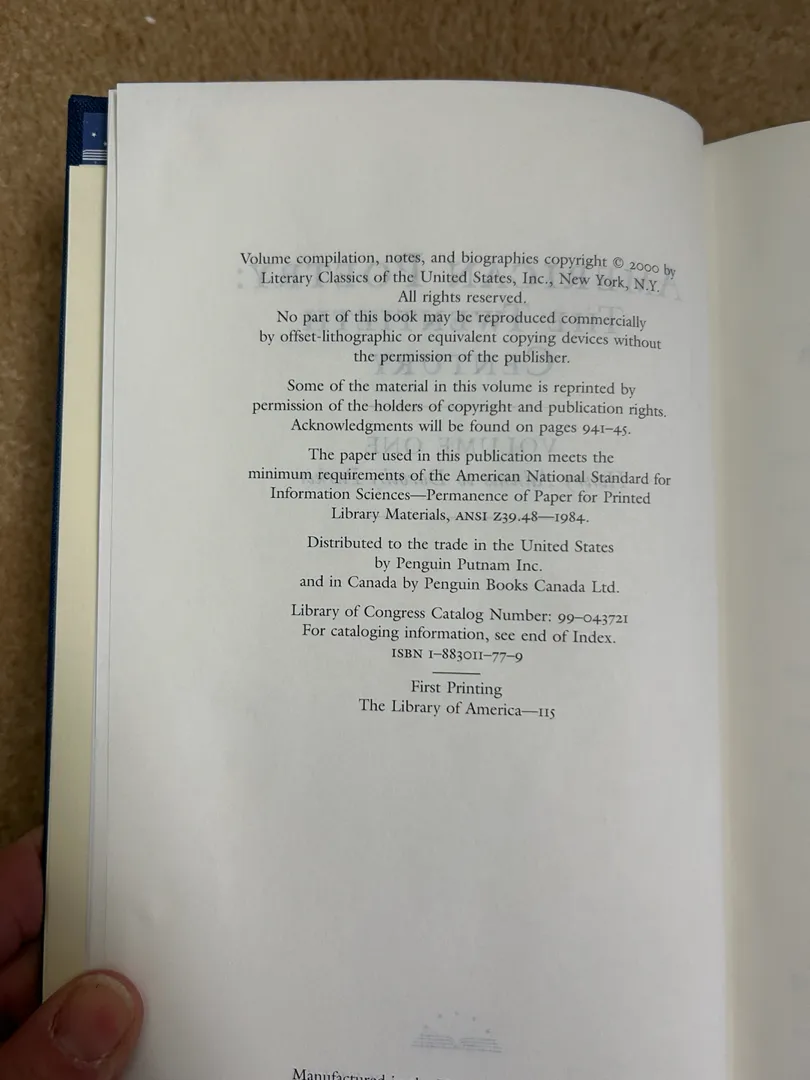 Volume compilation, notes, and biographies copyright © 2000 by
Literary Classics of the United States, Inc., New York, N.Y.
All rights reserved.
No part of this book may be reproduced commercially
by offset-lithographic or equivalent copying devices without
the permission of the publisher.
Some of the material in this volume is reprinted by
permission of the holders of copyright and publication rights.
Acknowledgments will be found on pages 941–45.
The paper used in this publication meets the
minimum requirements of the American National Standard for
Information Sciences—Permanence of Paper for Printed
Library Materials, ANSI Z39.48—1984.
Distributed to the trade in the United States
by Penguin Putnam Inc.
and in Canada by Penguin Books Canada Ltd.
Library of Congress Catalog Number: 99–043721
For cataloging information, see end of Index.
ISBN 1–883011–77–9
First Printing
The Library of America—115
Manufactured in the